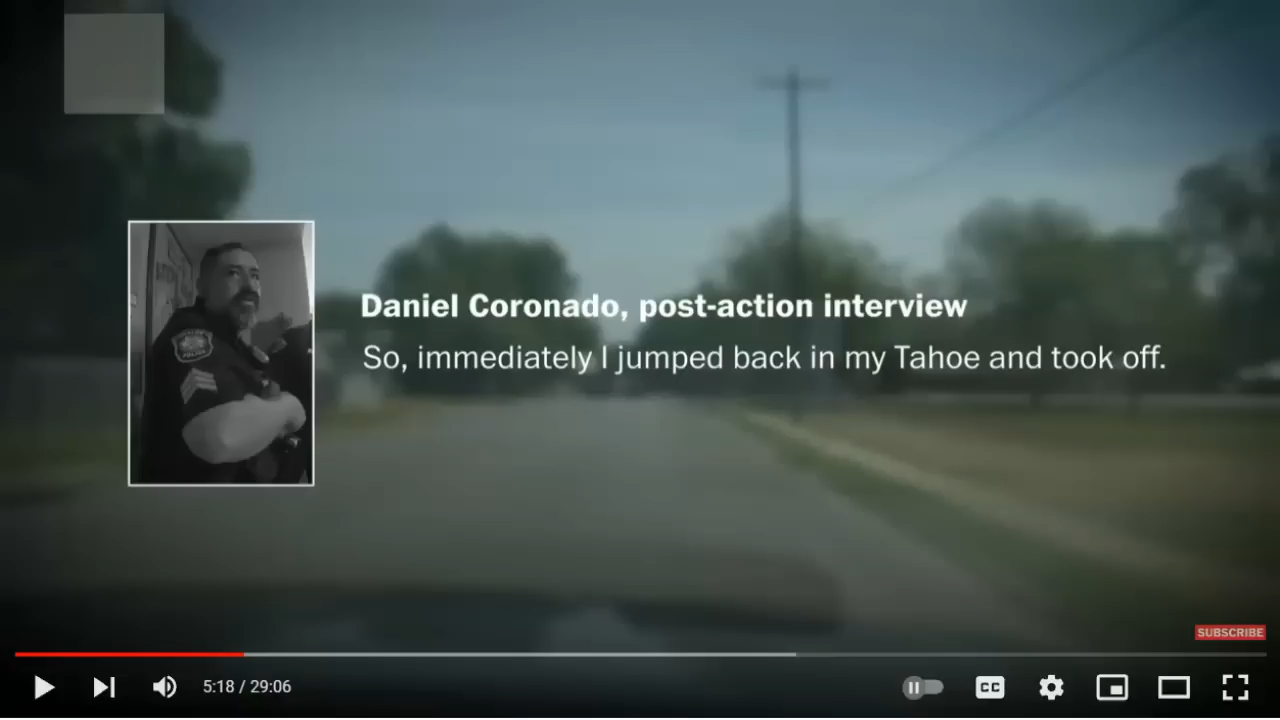 Daniel Coronado, post-action interview
So, immediately I jumped back in my Tahoe and took off.
SUBSCRIBE
5:18 / 29:06
CC